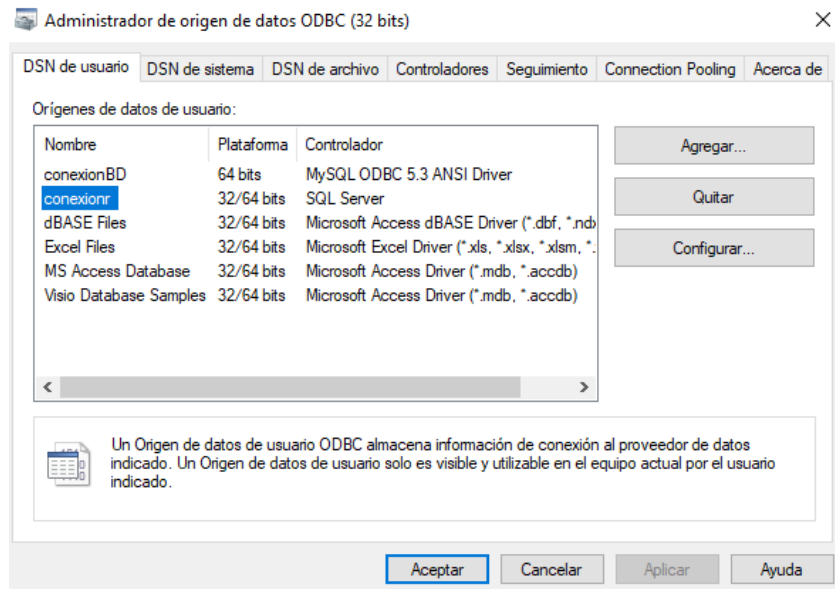 Administrador de origen de datos ODBC (32 bits)
DSN de usuario DSN de sistema DSN de archivo Controladores Seguimiento Connection Pooling Acerca de
Orígenes de datos de usuario:
Nombre Plataforma Controlador
conexionBD 64 bits MySQL ODBC 5.3 ANSI Driver
conexionr 32/64 bits SQL Server
dBASE Files 32/64 bits Microsoft Access dBASE Driver (*.dbf, *.ndx
Excel Files 32/64 bits Microsoft Excel Driver (*.xls, *.xlsx, *.xlsm, *.
MS Access Database 32/64 bits Microsoft Access Driver (*.mdb, *.accdb)
Visio Database Samples 32/64 bits Microsoft Access Driver (*.mdb, *.accdb)
Agregar...
Quitar
Configurar...
Un Origen de datos de usuario ODBC almacena información de conexión al proveedor de datos
indicado. Un Origen de datos de usuario solo es visible y utilizable en el equipo actual por el usuario
indicado.
Aceptar Cancelar Aplicar Ayuda